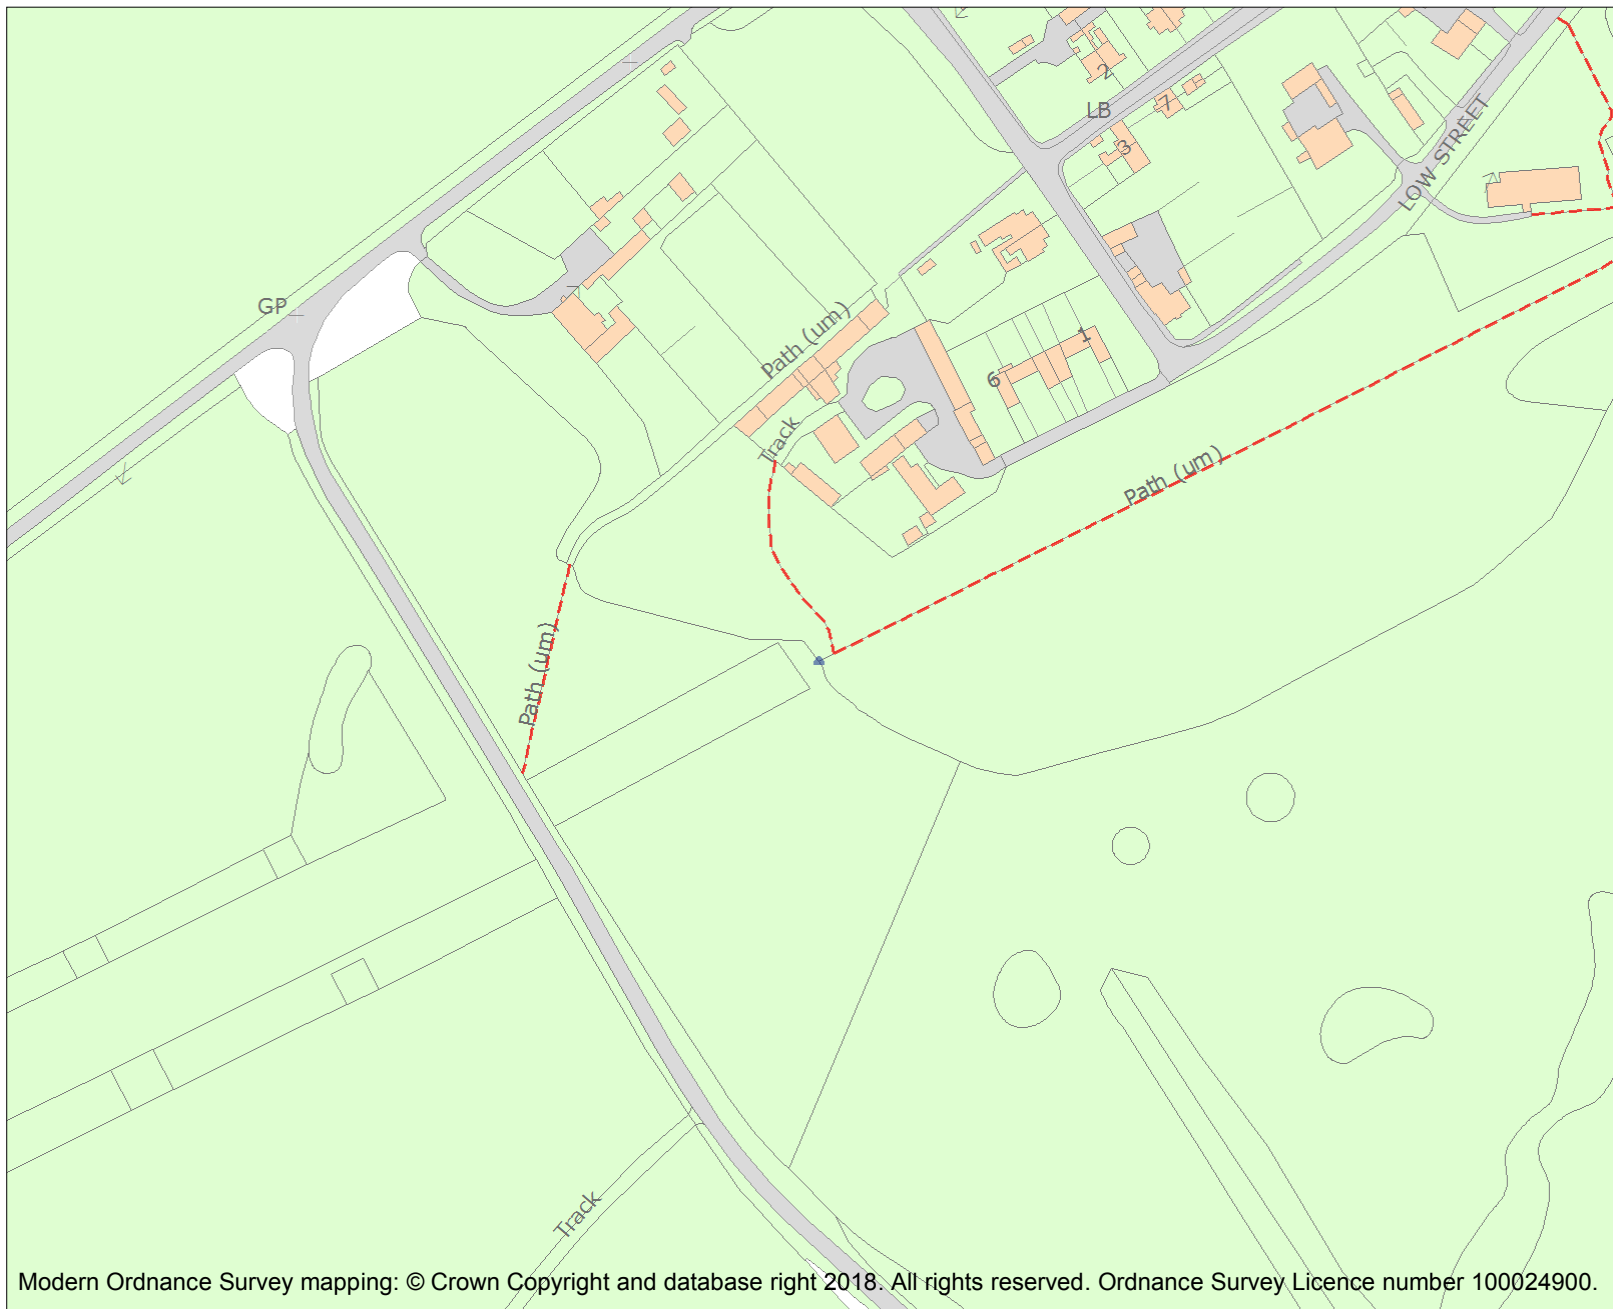 2
LB
7
3
LOW STREET
GP
Path (um)
1
6
Track
Path (um)
Path (um)
Track
Modern Ordnance Survey mapping: © Crown Copyright and database right 2018. All rights reserved. Ordnance Survey Licence number 100024900.